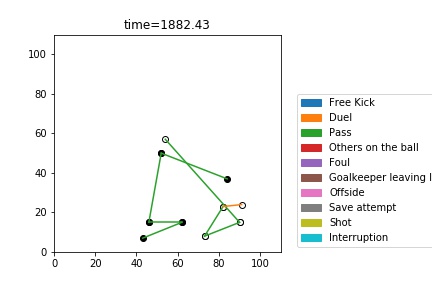 time=1882.43
100
80
60
40
20
0
0 20 40 60 80 100
Free Kick
Duel
Pass
Others on the ball
Foul
Goalkeeper leaving l
Offside
Save attempt
Shot
Interruption